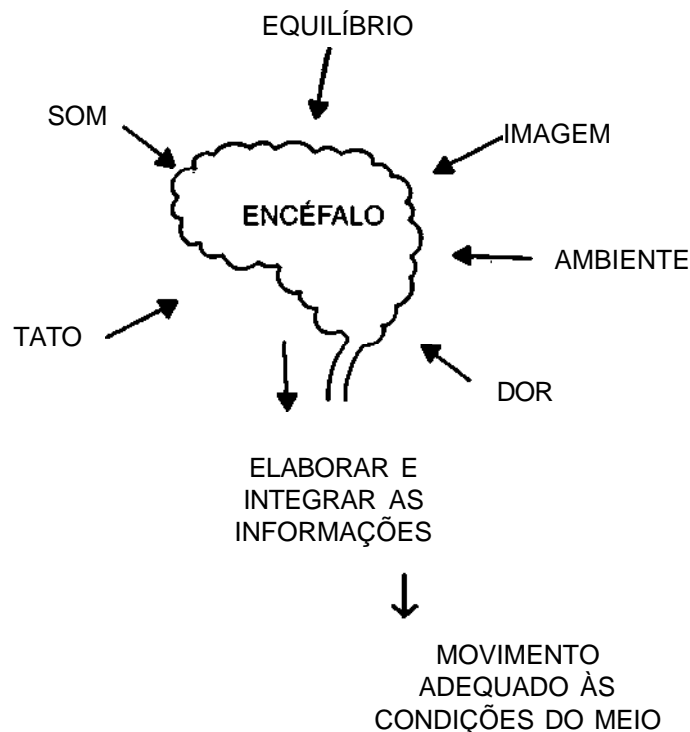 EQUILÍBRIO
SOM
IMAGEM
ENCÉFALO
AMBIENTE
TATO
DOR
ELABORAR E
INTEGRAR AS
INFORMAÇÕES
MOVIMENTO
ADEQUADO ÀS
CONDIÇÕES DO MEIO